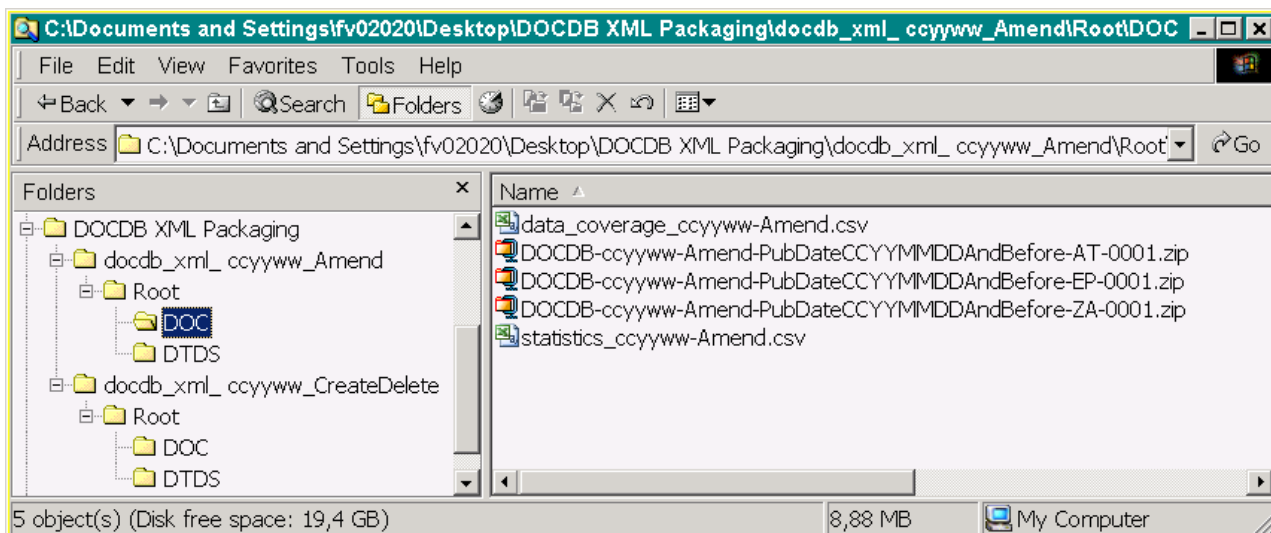 C:\Documents and Settings\fv02020\Desktop\DOCDB XML Packaging\docdb_xml_ ccyyww_Amend\Root\DOC
File Edit View Favorites Tools Help
Back Search Folders
Address C:\Documents and Settings\fv02020\Desktop\DOCDB XML Packaging\docdb_xml_ ccyyww_Amend\Root Go
Folders
Name
DOCDB XML Packaging
docdb_xml_ ccyyww_Amend
Root
DOC
DTDS
docdb_xml_ ccyyww_CreateDelete
Root
DOC
DTDS
data_coverage_ccyyww-Amend.csv
DOCDB-ccyyww-Amend-PubDateCCYYMMDDAndBefore-AT-0001.zip
DOCDB-ccyyww-Amend-PubDateCCYYMMDDAndBefore-EP-0001.zip
DOCDB-ccyyww-Amend-PubDateCCYYMMDDAndBefore-ZA-0001.zip
statistics_ccyyww-Amend.csv
5 object(s) (Disk free space: 19,4 GB) 8,88 MB My Computer